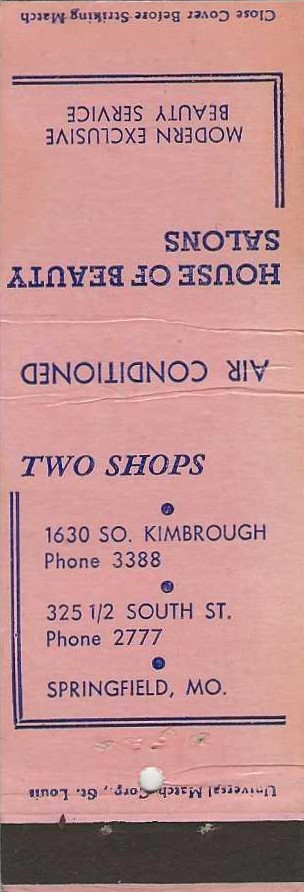 Close Cover Before Striking Match
MODERN EXCLUSIVE
BEAUTY SERVICE
HOUSE OF BEAUTY
SALONS
AIR CONDITIONED
TWO SHOPS
1630 SO. KIMBROUGH
Phone 3388
325 1/2 SOUTH ST.
Phone 2777
SPRINGFIELD, MO.
Universal Match Corp., St. Louis